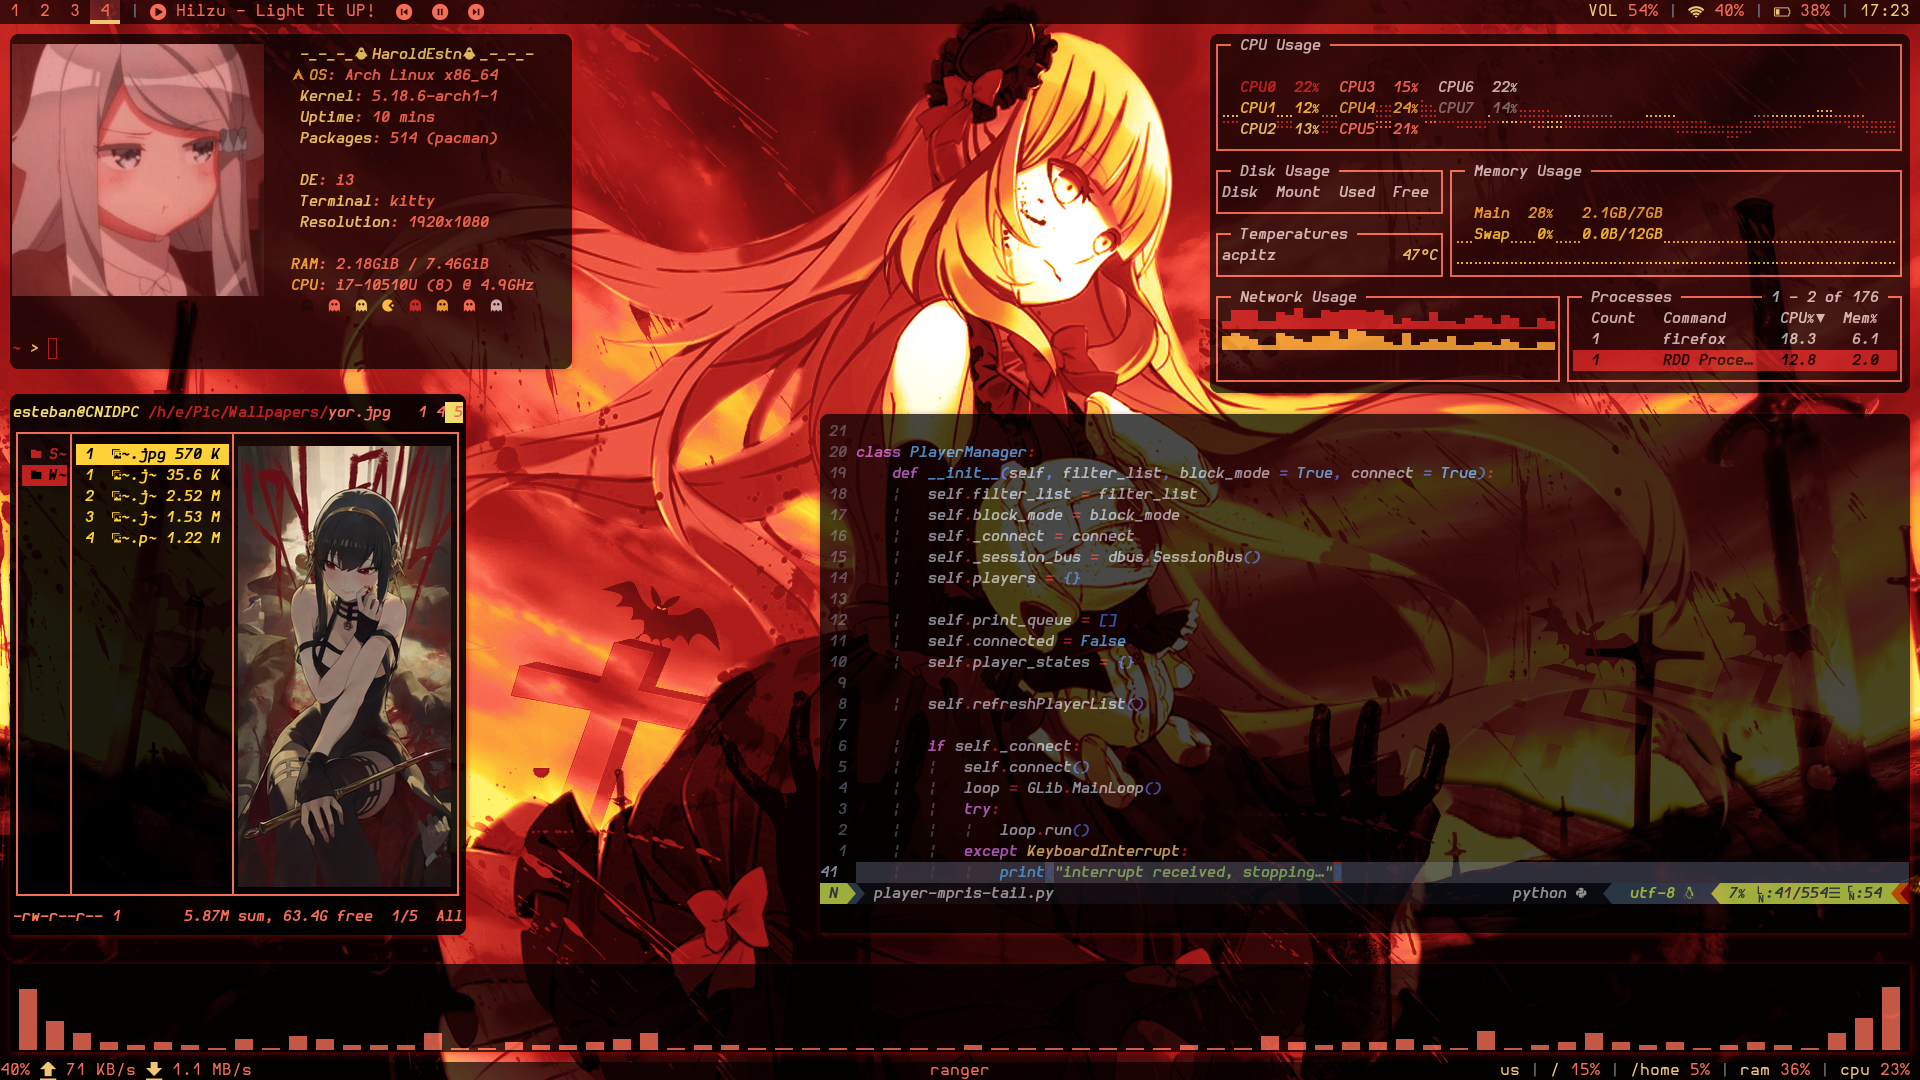 1 2 3 4 | Hilzu - Light It UP!
VOL 54% | 40% | 38% | 17:23
-_-_-_HaroldEstn_-_-_-
OS: Arch Linux x86_64
Kernel: 5.18.6-arch1-1
Uptime: 10 mins
Packages: 514 (pacman)
DE: i3
Terminal: kitty
Resolution: 1920x1080
RAM: 2.18GiB / 7.46GiB
CPU: i7-10510U (8) @ 4.9GHz
~ >
CPU Usage
CPU0 22% CPU3 15% CPU6 22%
CPU1 12% CPU4 24% CPU7 14%
CPU2 13% CPU5 21%
Disk Usage
Disk Mount Used Free
Temperatures
acpitz 47°C
Memory Usage
Main 28% 2.1GB/7GB
Swap 0% 0.0B/12GB
Network Usage
Processes 1 - 2 of 176
Count Command CPU%▼ Mem%
1 firefox 18.3 6.1
1 RDD Proce… 12.8 2.0
esteban@CNIDPC /h/e/Pic/Wallpapers/yor.jpg 1 4 5
S~
W~
1 ~.jpg 570 K
1 ~.j~ 35.6 K
2 ~.j~ 2.52 M
3 ~.j~ 1.53 M
4 ~.p~ 1.22 M
-rw-r--r-- 1 5.87M sum, 63.4G free 1/5 All
21
20 class PlayerManager:
19 def __init__(self, filter_list, block_mode = True, connect = True):
18 self.filter_list = filter_list
17 self.block_mode = block_mode
16 self._connect = connect
15 self._session_bus = dbus.SessionBus()
14 self.players = {}
13
12 self.print_queue = []
11 self.connected = False
10 self.player_states = {}
9
8 self.refreshPlayerList()
7
6 if self._connect:
5 self.connect()
4 loop = GLib.MainLoop()
3 try:
2 loop.run()
1 except KeyboardInterrupt:
41 print("interrupt received, stopping…")
N player-mpris-tail.py python utf-8 7% :41/554 :54
40% 71 KB/s 1.1 MB/s
ranger
us | / 15% | /home 5% | ram 36% | cpu 23%